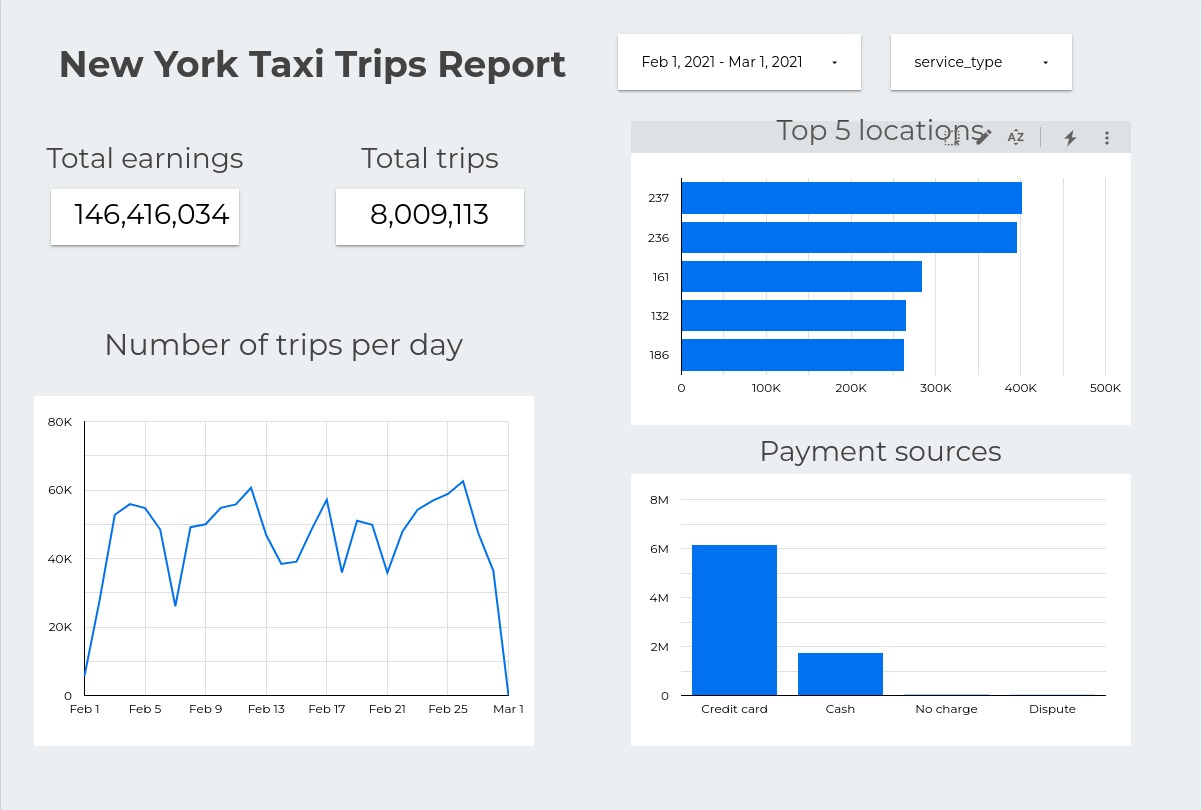 New York Taxi Trips Report
Feb 1, 2021 - Mar 1, 2021
service_type
Total earnings
146,416,034
Total trips
8,009,113
Top 5 locations
AZ
237
236
161
132
186
0 100K 200K 300K 400K 500K
Number of trips per day
80K
60K
40K
20K
0
Feb 1 Feb 5 Feb 9 Feb 13 Feb 17 Feb 21 Feb 25 Mar 1
Payment sources
8M
6M
4M
2M
0
Credit card Cash No charge Dispute